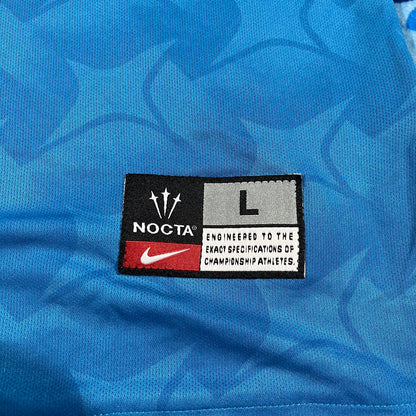 L
NOCTA®
ENGINEERED TO THE
EXACT SPECIFICATIONS OF
CHAMPIONSHIP ATHLETES.